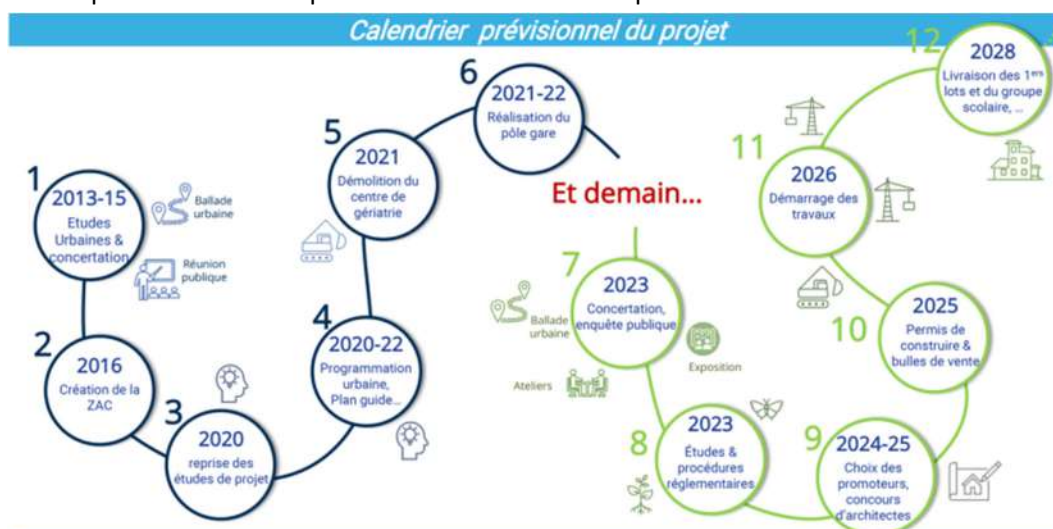 Calendrier prévisionnel du projet
1
2013-15
Etudes
Urbaines &
concertation
Ballade
urbaine
Réunion
publique
2
2016
Création de la
ZAC
3
2020
reprise des
études de projet
4
2020-22
Programmation
urbaine,
Plan guide...
5
2021
Démolition du
centre de
gériatrie
6
2021-22
Réalisation du
pôle gare
Et demain...
7
2023
Concertation,
enquête publique
Ballade
urbaine
Exposition
Ateliers
8
2023
Études &
procédures
réglementaires
9
2024-25
Choix des
promoteurs,
concours
d'architectes
10
2025
Permis de
construire &
bulles de vente
11
2026
Démarrage des
travaux
12
2028
Livraison des 1ers
lots et du groupe
scolaire, ...